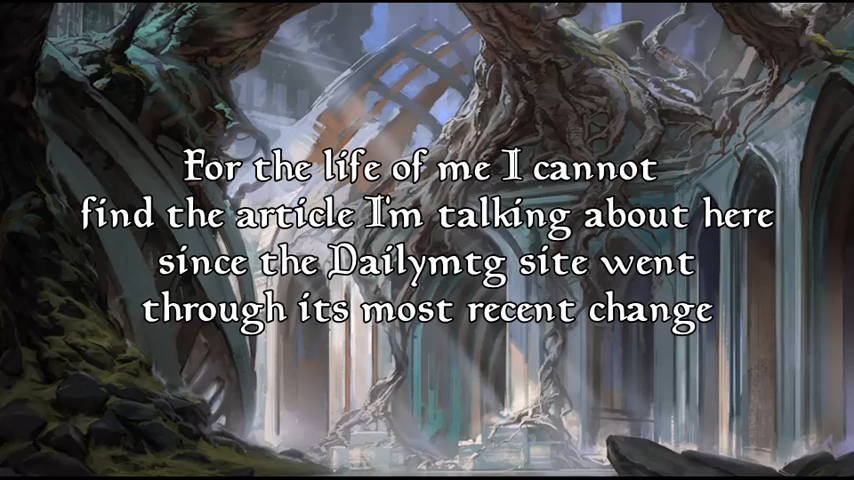 For the life of me I cannot
find the article I'm talking about here
since the Dailymtg site went
through its most recent change